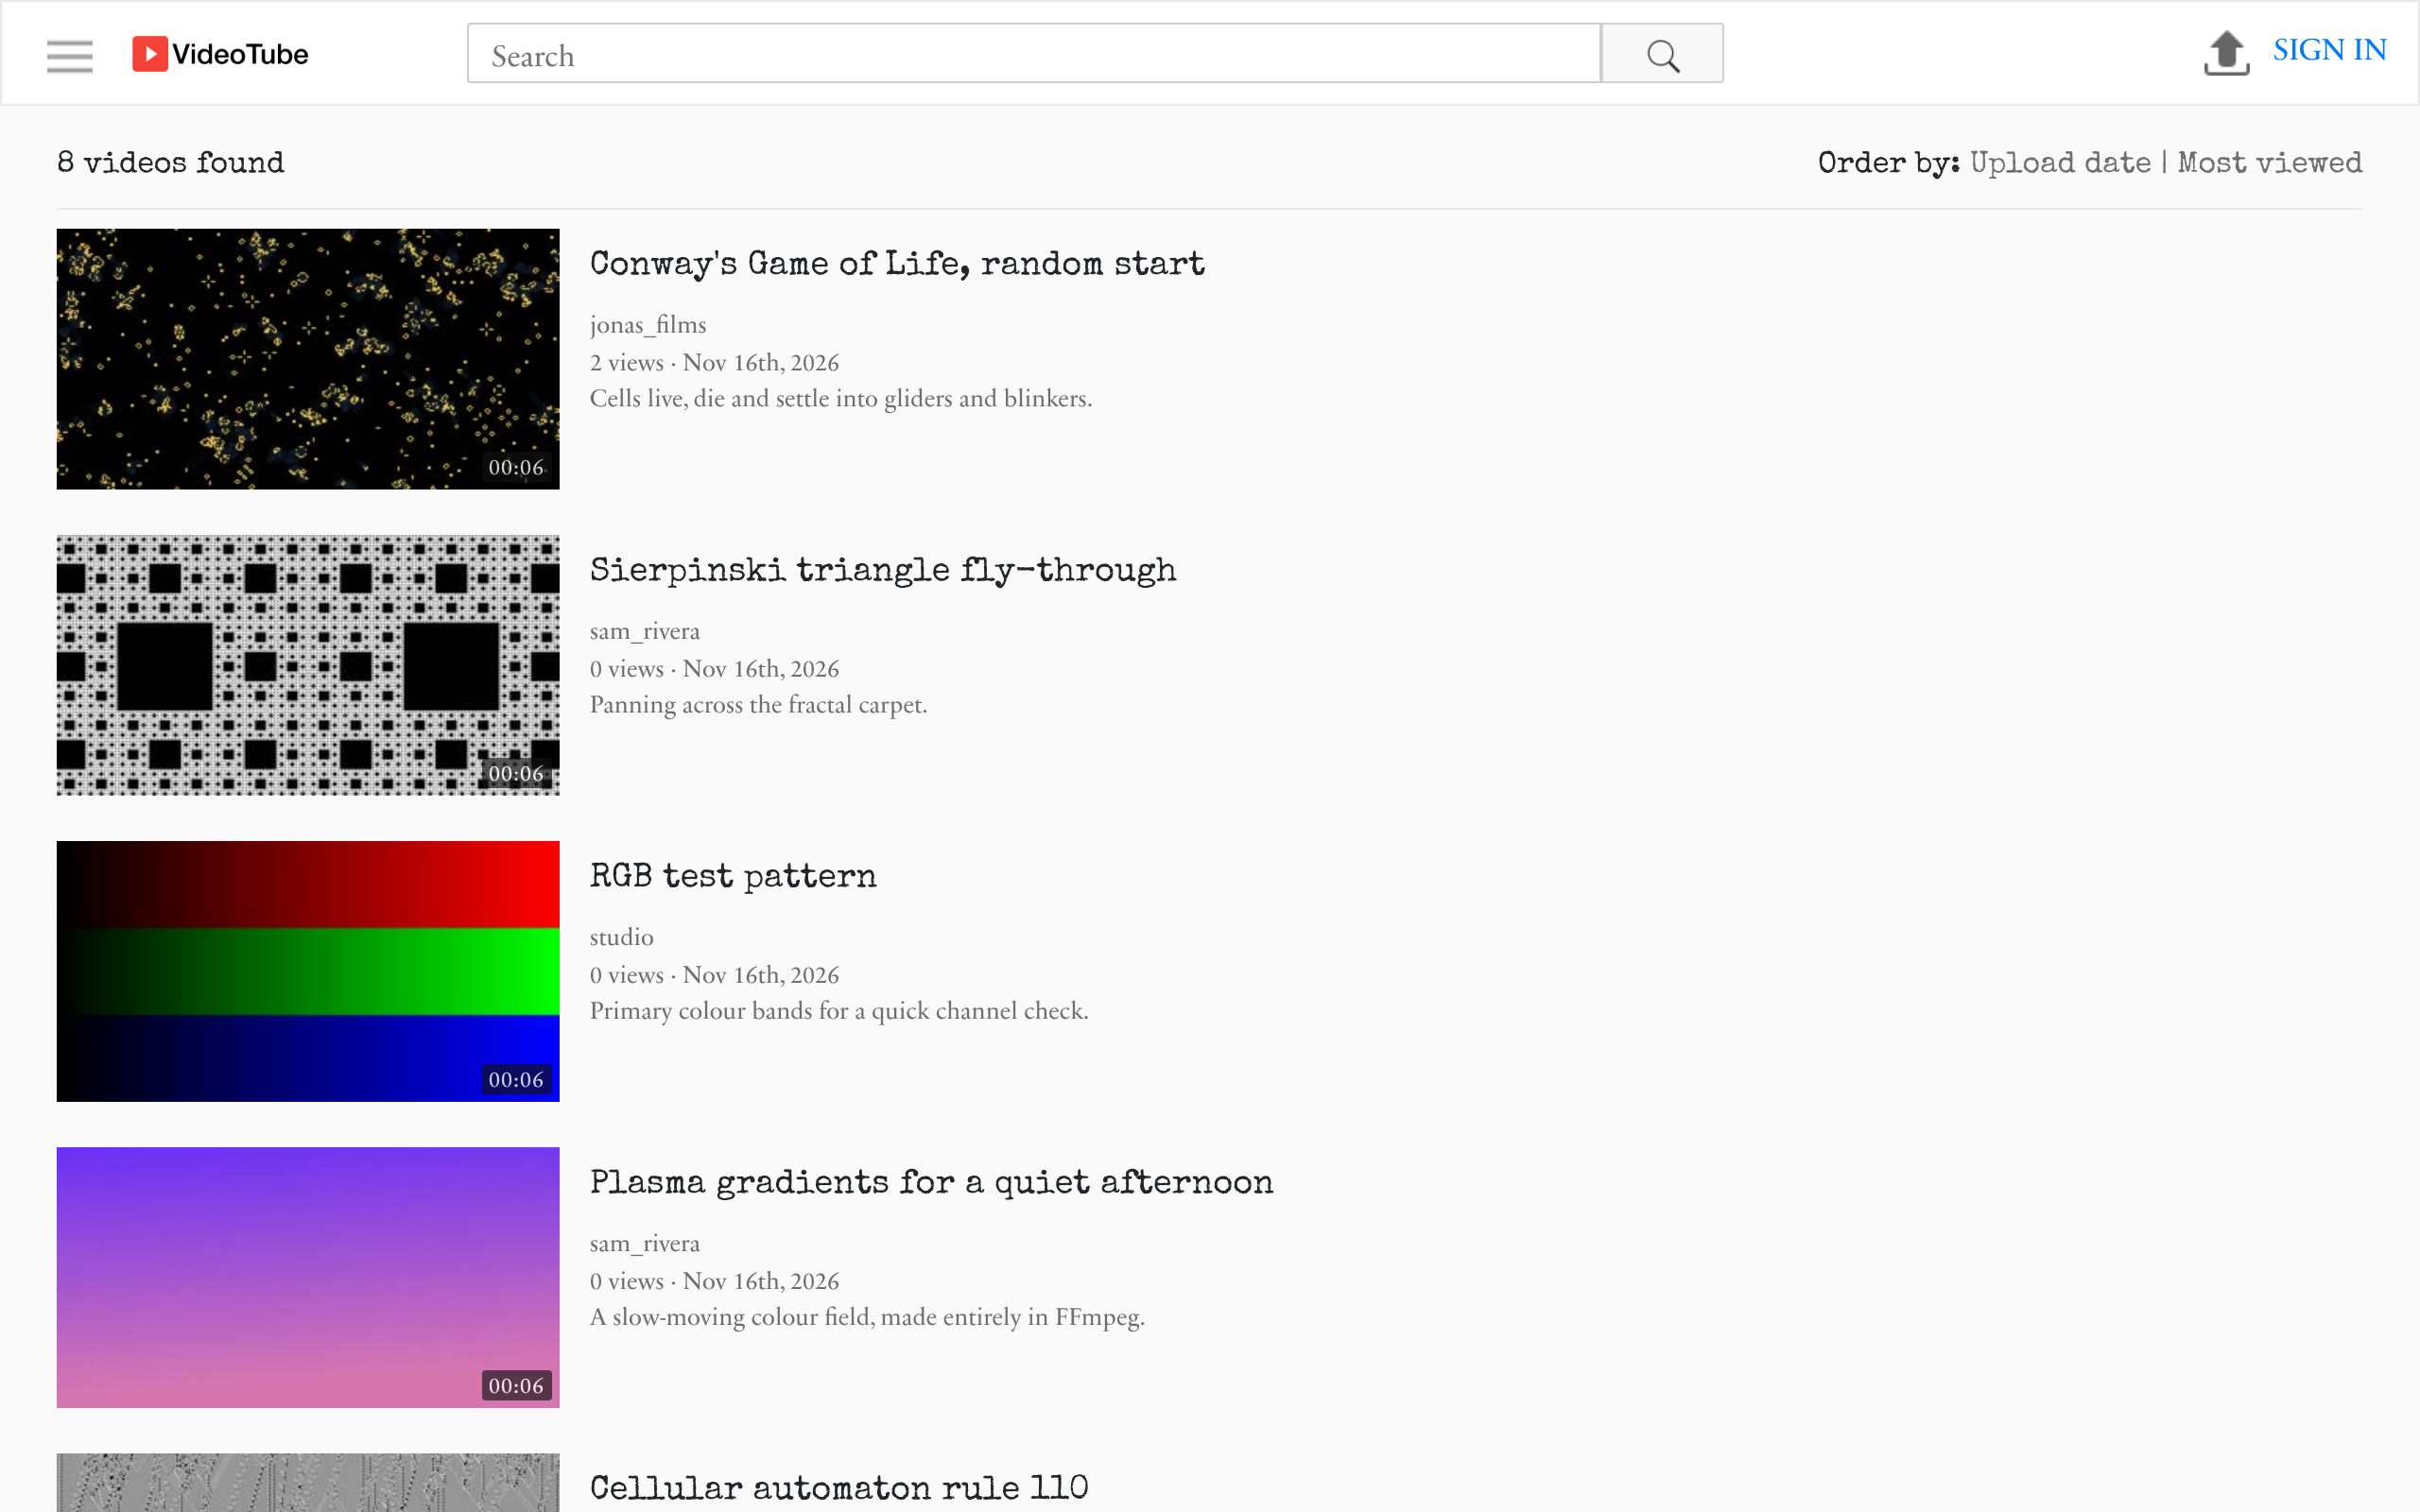 VideoTube
Search
SIGN IN
8 videos found
Order by: Upload date | Most viewed
Conway's Game of Life, random start
jonas_films
2 views · Nov 16th, 2026
Cells live, die and settle into gliders and blinkers.
00:06
Sierpinski triangle fly-through
sam_rivera
0 views · Nov 16th, 2026
Panning across the fractal carpet.
00:06
RGB test pattern
studio
0 views · Nov 16th, 2026
Primary colour bands for a quick channel check.
00:06
Plasma gradients for a quiet afternoon
sam_rivera
0 views · Nov 16th, 2026
A slow-moving colour field, made entirely in FFmpeg.
00:06
Cellular automaton rule 110